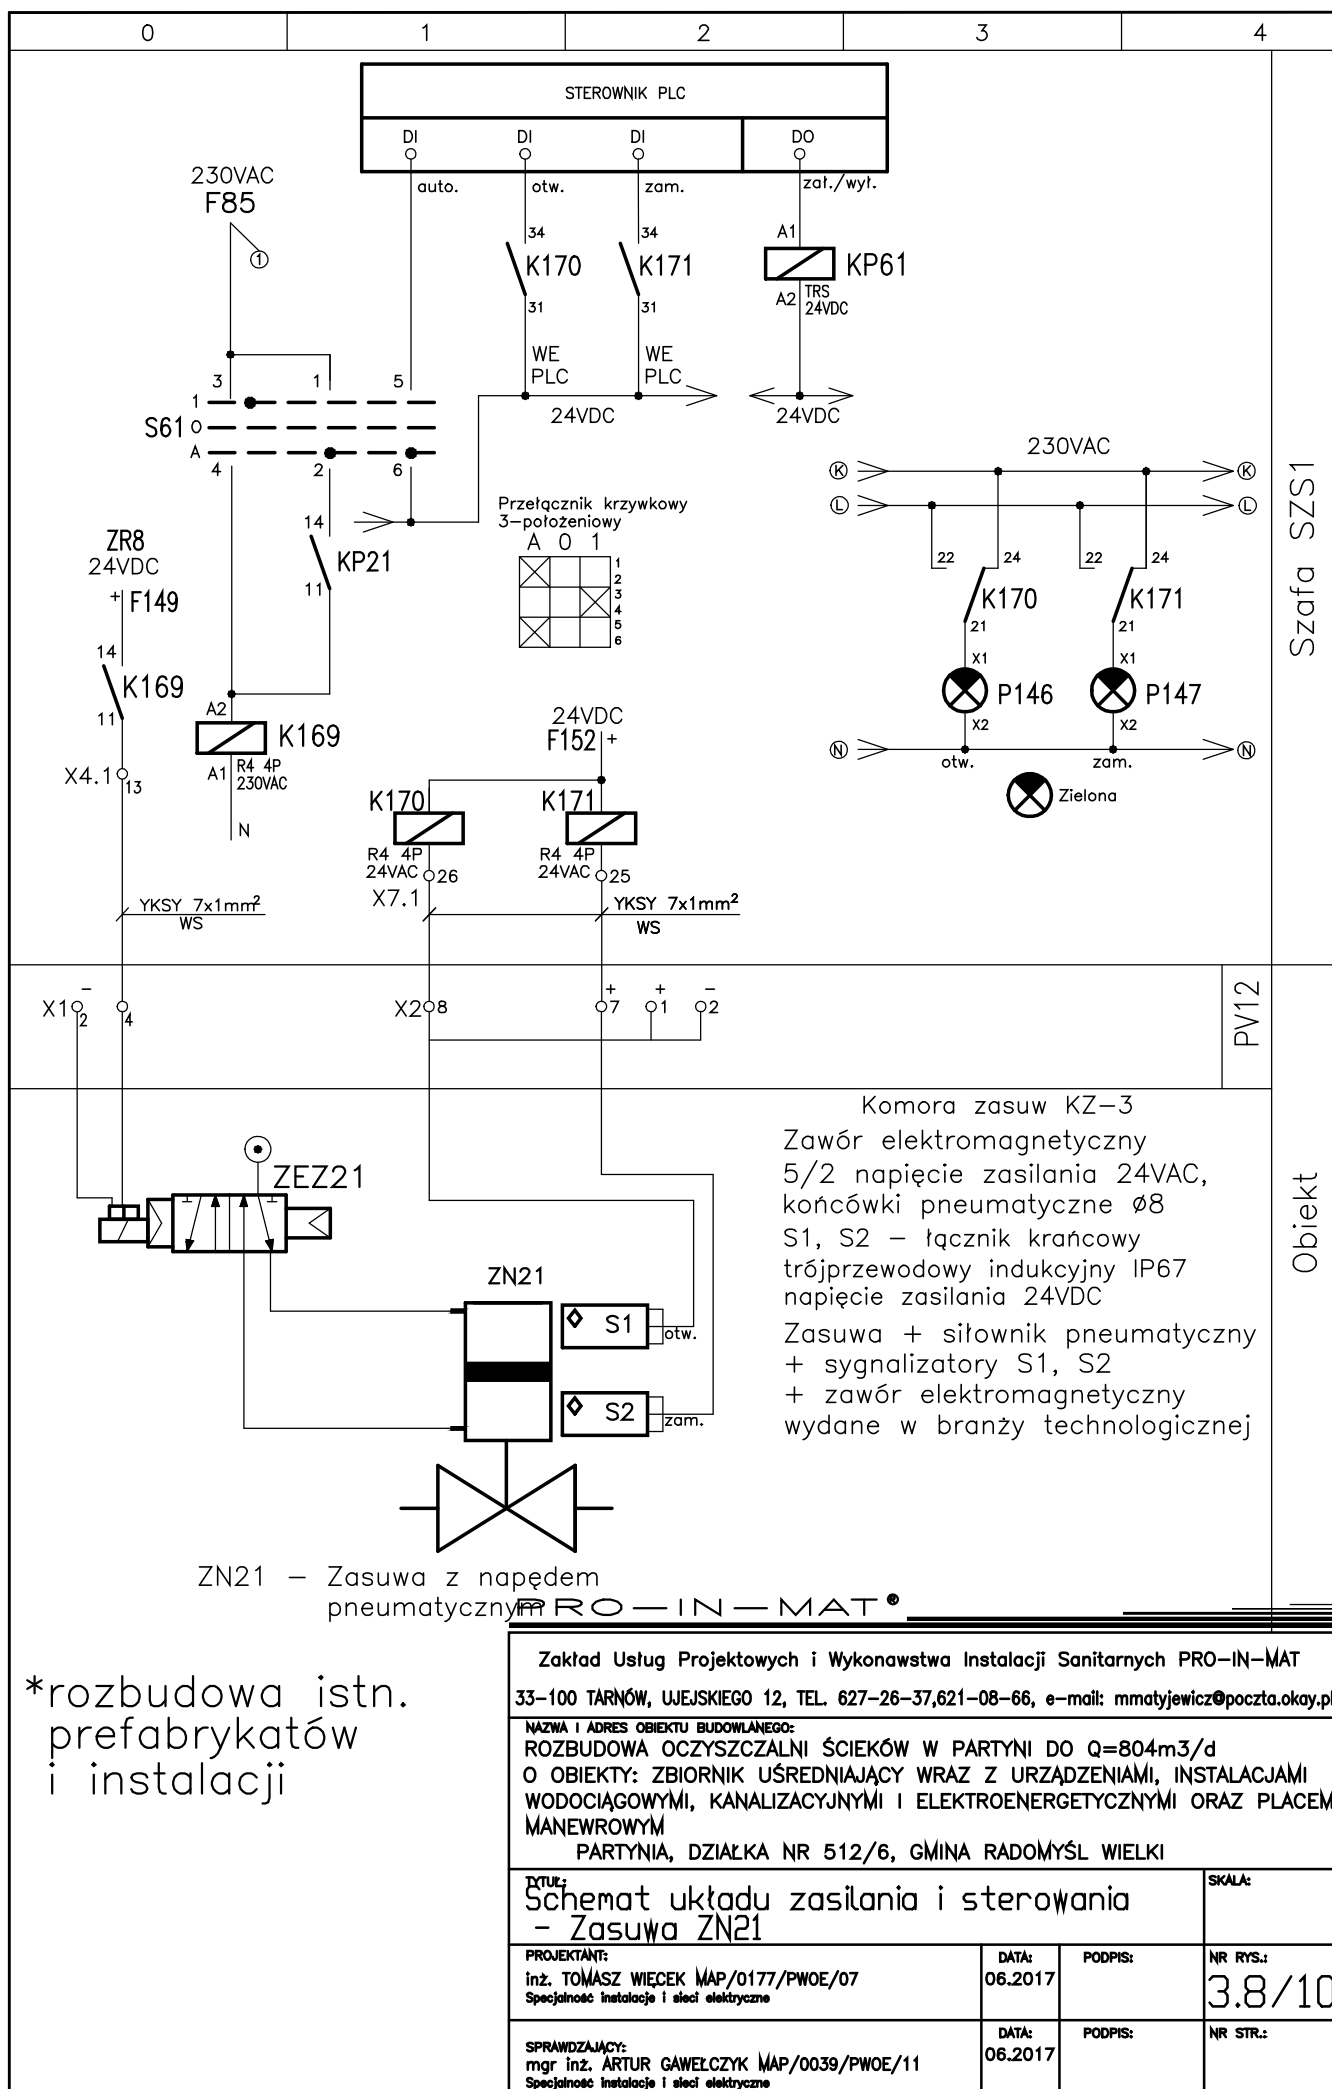 0 1 2 3 4
STEROWNIK PLC
DI DI DI DO
auto. otw. zam. zał./wył.
230VAC
F85
1
34 34 A1
K170 K171 KP61
31 31 A2 TRS
24VDC
WE WE
PLC PLC
24VDC 24VDC
3 1 5
1
S61 0
A
4 2 6
230VAC
K K
L L
Przełącznik krzywkowy
3-położeniowy
A 0 1
1
2
3
4
5
6
14
KP21
11
ZR8
24VDC
+ F149
14
K169
11
X4.1 13
A2
K169
A1 R4 4P
230VAC
N
22 24 22 24
K170 K171
21 21
X1 X1
P146 P147
X2 X2
N N
otw. zam.
Zielona
Szafa SZS1
24VDC
F152 +
K170 K171
R4 4P R4 4P
24VAC 26 24VAC 25
X7.1
YKSY 7x1mm² YKSY 7x1mm²
WS WS
X1 - 2 4 X2 8 + 7 + 1 - 2
PV12
Komora zasuw KZ-3
Zawór elektromagnetyczny
5/2 napięcie zasilania 24VAC,
końcówki pneumatyczne Ø8
S1, S2 - łącznik krańcowy
trójprzewodowy indukcyjny IP67
napięcie zasilania 24VDC
Zasuwa + siłownik pneumatyczny
+ sygnalizatory S1, S2
+ zawór elektromagnetyczny
wydane w branży technologicznej
Obiekt
ZEZ21
ZN21
S1 otw.
S2 zam.
ZN21 - Zasuwa z napędem
pneumatycznym
PRO-IN-MAT®
*rozbudowa istn.
prefabrykatów
i instalacji
Zakład Usług Projektowych i Wykonawstwa Instalacji Sanitarnych PRO-IN-MAT
33-100 TARNÓW, UJEJSKIEGO 12, TEL. 627-26-37,621-08-66, e-mail: mmatyjewicz@poczta.okay.pl
NAZWA I ADRES OBIEKTU BUDOWLANEGO:
ROZBUDOWA OCZYSZCZALNI ŚCIEKÓW W PARTYNI DO Q=804m3/d
O OBIEKTY: ZBIORNIK UŚREDNIAJĄCY WRAZ Z URZĄDZENIAMI, INSTALACJAMI
WODOCIĄGOWYMI, KANALIZACYJNYMI I ELEKTROENERGETYCZNYMI ORAZ PLACEM
MANEWROWYM
PARTYNIA, DZIAŁKA NR 512/6, GMINA RADOMYŚL WIELKI
TYTUŁ:
Schemat układu zasilania i sterowania
- Zasuwa ZN21
SKALA:
PROJEKTANT:
inż. TOMASZ WIĘCEK MAP/0177/PWOE/07
Specjalność instalacje i sieci elektryczne
DATA:
06.2017
PODPIS:
NR RYS.:
3.8/10
SPRAWDZAJĄCY:
mgr inż. ARTUR GAWEŁCZYK MAP/0039/PWOE/11
Specjalność instalacje i sieci elektryczne
DATA:
06.2017
PODPIS:
NR STR.: